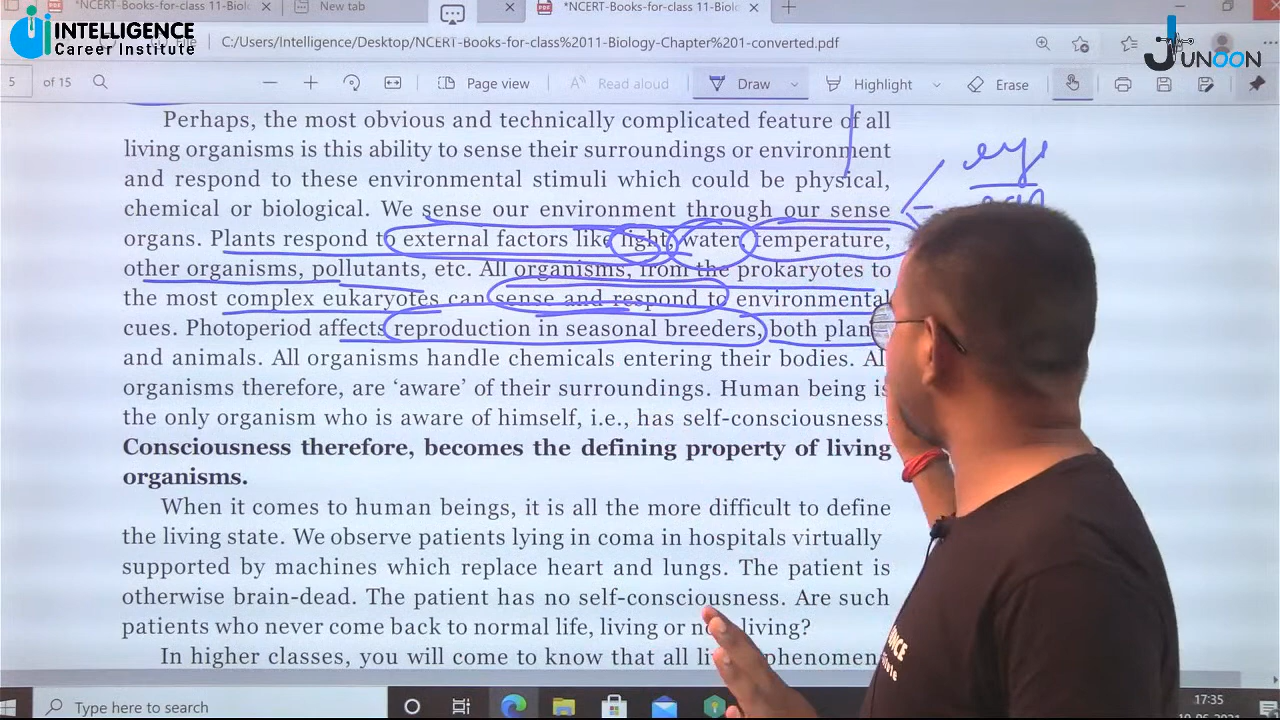 *NCERT-Books-for class 11-Biol
New tab
*NCERT-Books-for class 11-Biol
INTELLIGENCE
Career Institute
C:/Users/Intelligence/Desktop/NCERT-Books-for-class%2011-Biology-Chapter%201-converted.pdf
JUNOON
5 of 15
Page view
Read aloud
Draw
Highlight
Erase
Perhaps, the most obvious and technically complicated feature of all
living organisms is this ability to sense their surroundings or environment
and respond to these environmental stimuli which could be physical,
chemical or biological. We sense our environment through our sense
organs. Plants respond to external factors like light, water, temperature,
other organisms, pollutants, etc. All organisms, from the prokaryotes to
the most complex eukaryotes can sense and respond to environmental
cues. Photoperiod affects reproduction in seasonal breeders, both plan
and animals. All organisms handle chemicals entering their bodies. Al
organisms therefore, are ‘aware’ of their surroundings. Human being is
the only organism who is aware of himself, i.e., has self-consciousness.
Consciousness therefore, becomes the defining property of living
organisms.
When it comes to human beings, it is all the more difficult to define
the living state. We observe patients lying in coma in hospitals virtually
supported by machines which replace heart and lungs. The patient is
otherwise brain-dead. The patient has no self-consciousness. Are such
patients who never come back to normal life, living or no living?
In higher classes, you will come to know that all li phenomen
eye
ENCE
Type here to search
17:35